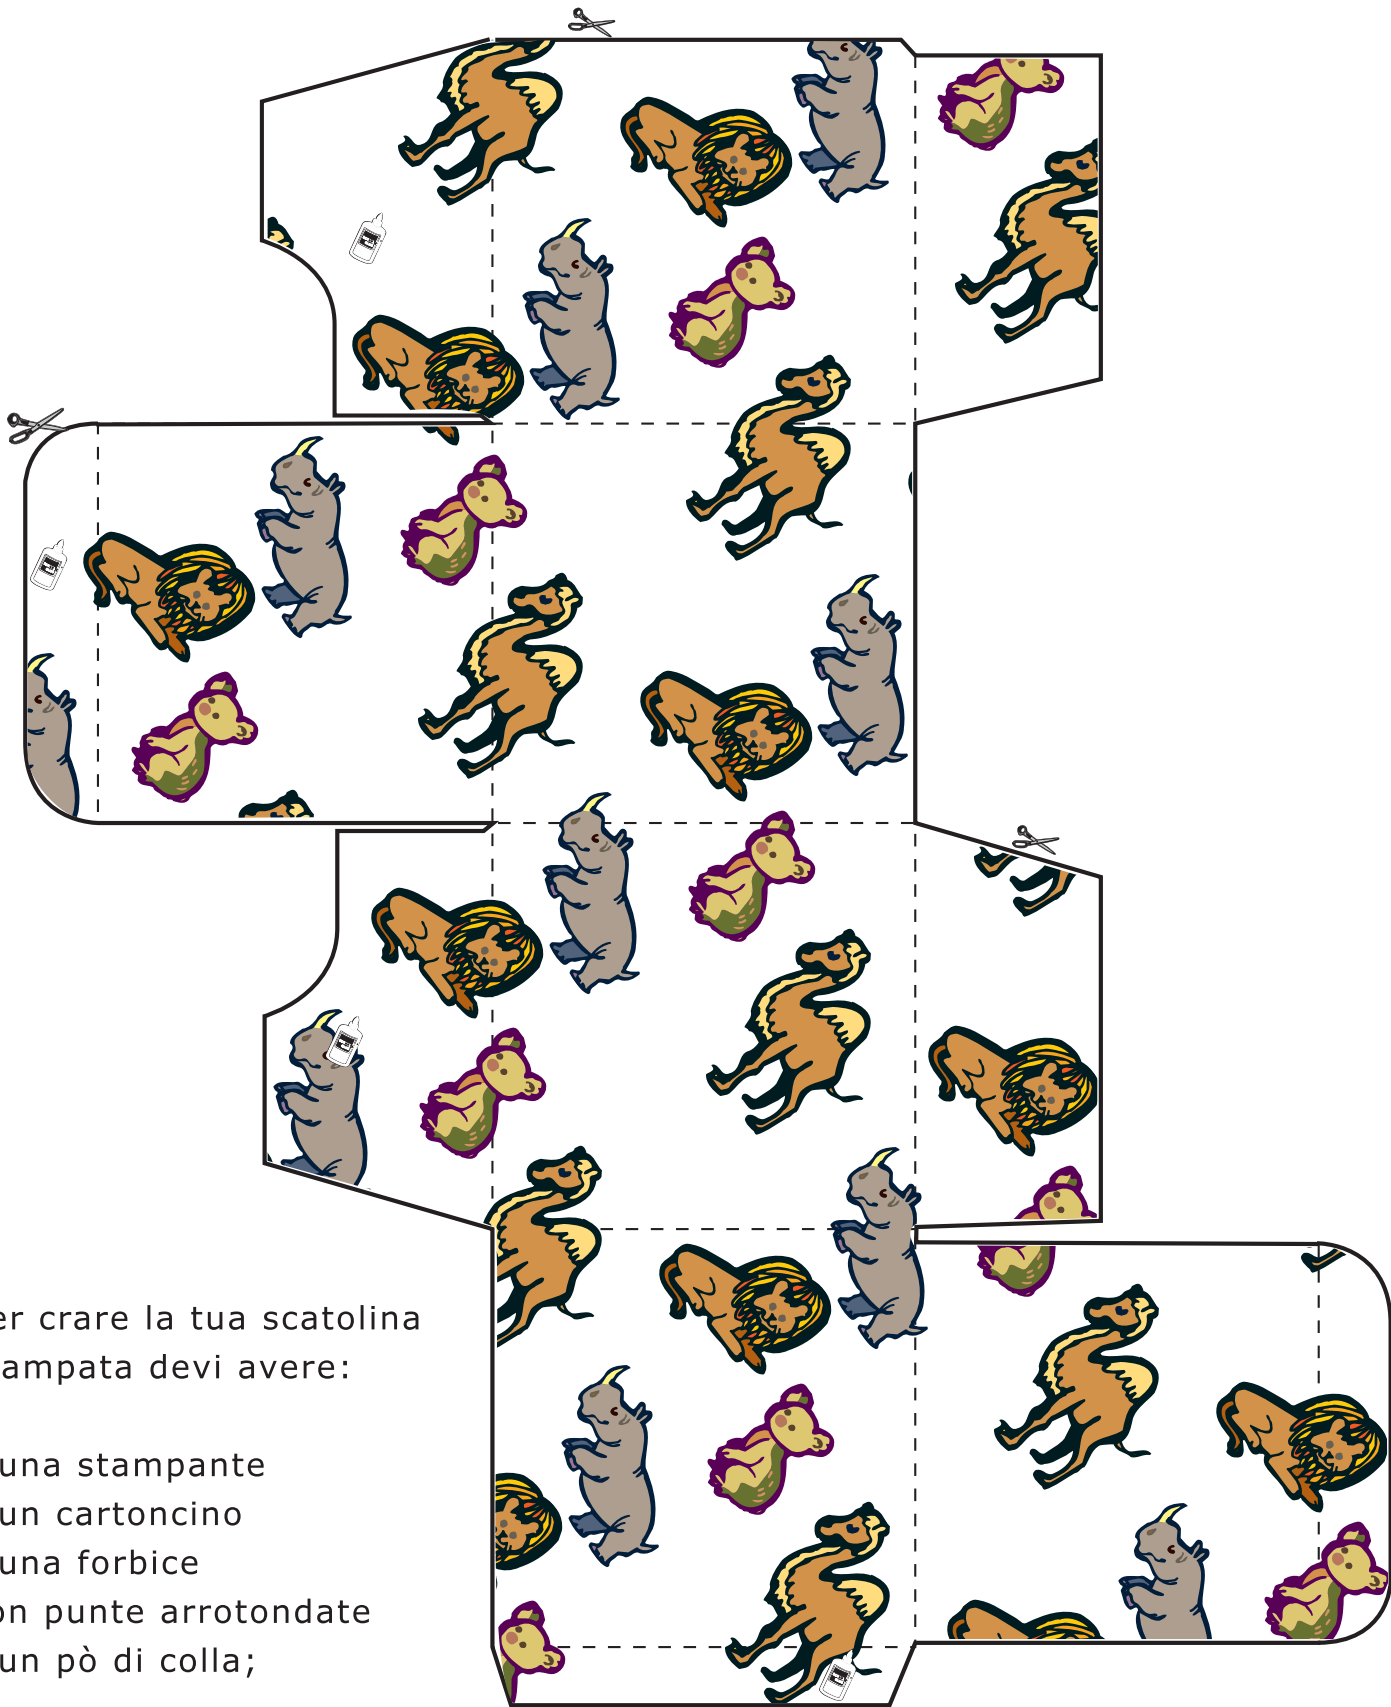 er crare la tua scatolina
ampata devi avere:
una stampante
un cartoncino
una forbice
on punte arrotondate
un pò di colla;